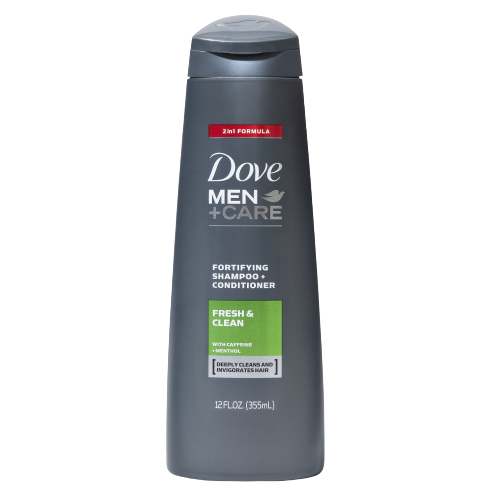 2in1 FORMULA
Dove
MEN
+CARE
FORTIFYING
SHAMPOO +
CONDITIONER
FRESH &
CLEAN
WITH CAFFEINE
+ MENTHOL
[DEEPLY CLEANS AND
INVIGORATES HAIR]
12 FL.OZ. (355mL)